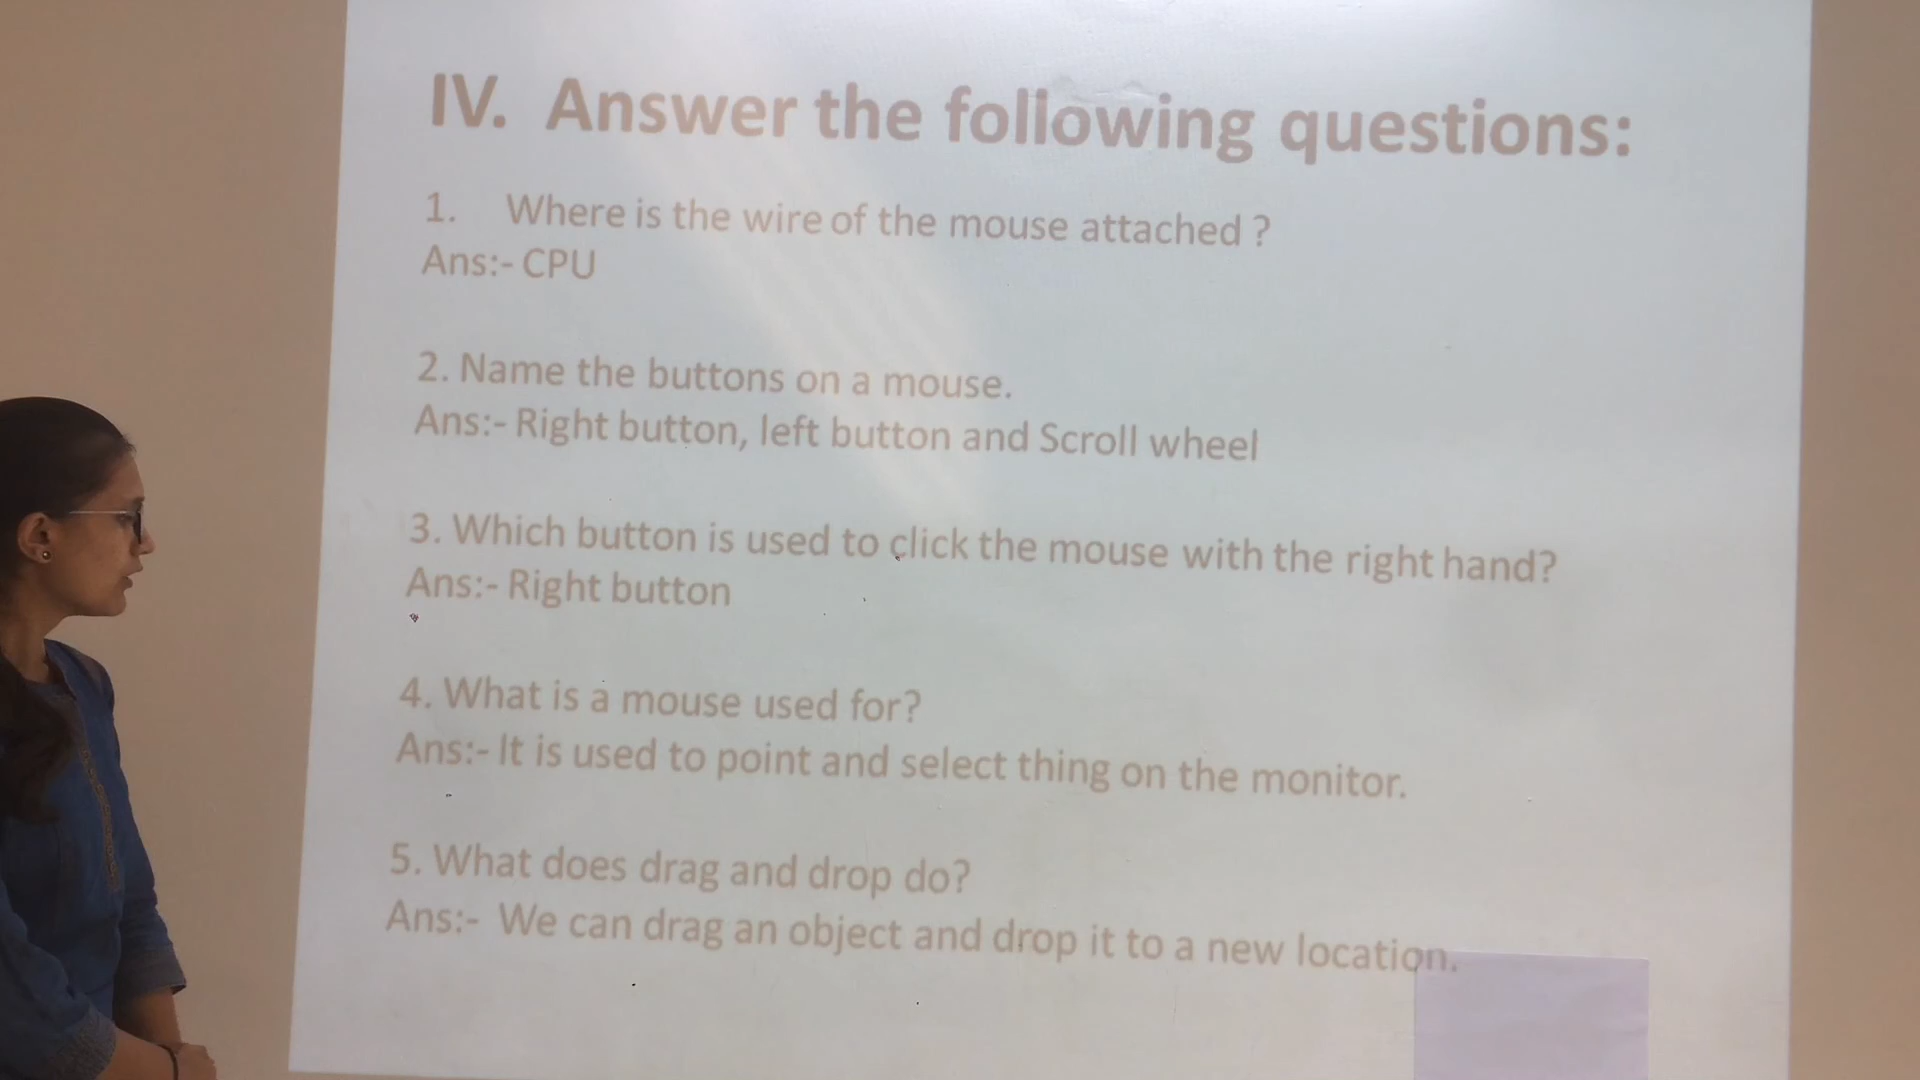 IV. Answer the following questions:
1. Where is the wire of the mouse attached ?
Ans:- CPU
2. Name the buttons on a mouse.
Ans:- Right button, left button and Scroll wheel
3. Which button is used to click the mouse with the right hand?
Ans:- Right button
4. What is a mouse used for?
Ans:- It is used to point and select thing on the monitor.
5. What does drag and drop do?
Ans:- We can drag an object and drop it to a new location.